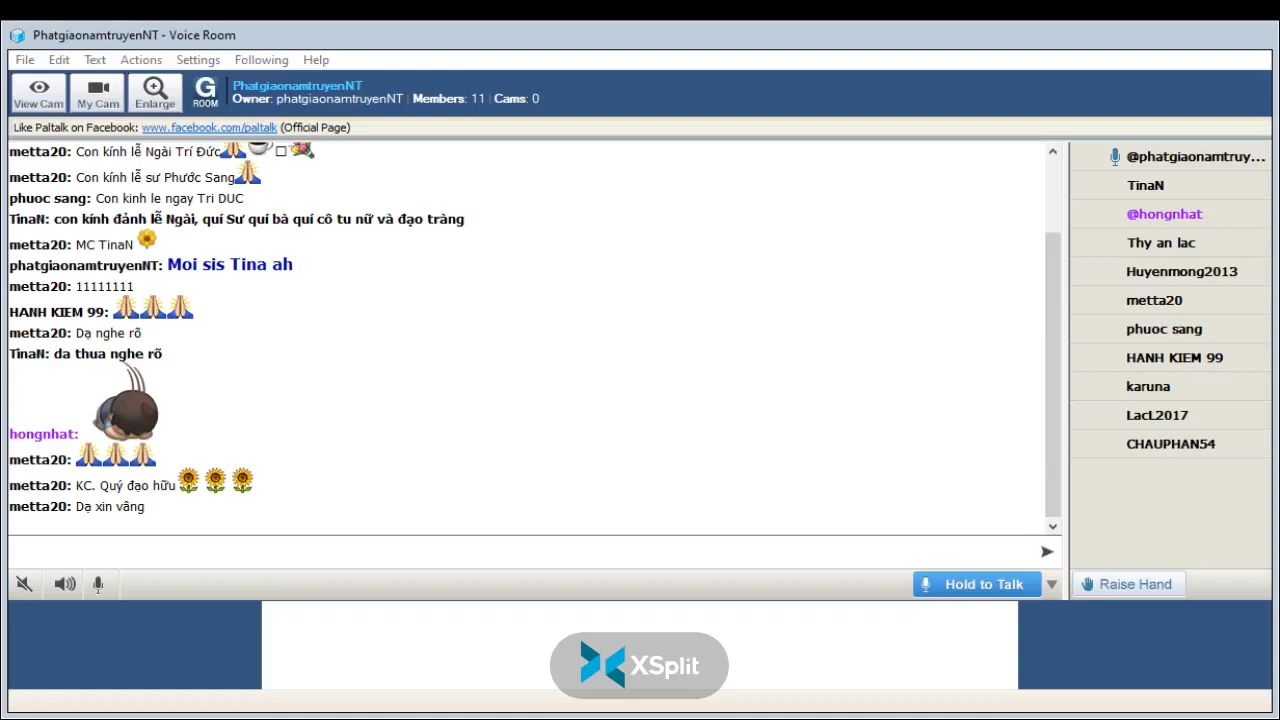 PhatgiaonamtruyenNT - Voice Room
File Edit Text Actions Settings Following Help
View Cam My Cam Enlarge G ROOM
PhatgiaonamtruyenNT
Owner: phatgiaonamtruyenNT | Members: 11 | Cams: 0
Like Paltalk on Facebook: www.facebook.com/paltalk (Official Page)
metta20: Con kính lễ Ngài Trí Đức
metta20: Con kính lễ sư Phước Sang
phuoc sang: Con kinh le ngay Tri DUC
TinaN: con kính đảnh lễ Ngài, quí Sư quí bà quí cô tu nữ và đạo tràng
metta20: MC TinaN
phatgiaonamtruyenNT: Moi sis Tina ah
metta20: 11111111
HANH KIEM 99:
metta20: Dạ nghe rõ
TinaN: da thua nghe rõ
hongnhat:
metta20:
metta20: KC. Quý đạo hữu
metta20: Dạ xin vâng
@phatgiaonamtruy...
TinaN
@hongnhat
Thy an lac
Huyenmong2013
metta20
phuoc sang
HANH KIEM 99
karuna
LacL2017
CHAUPHAN54
Hold to Talk
Raise Hand
XSplit